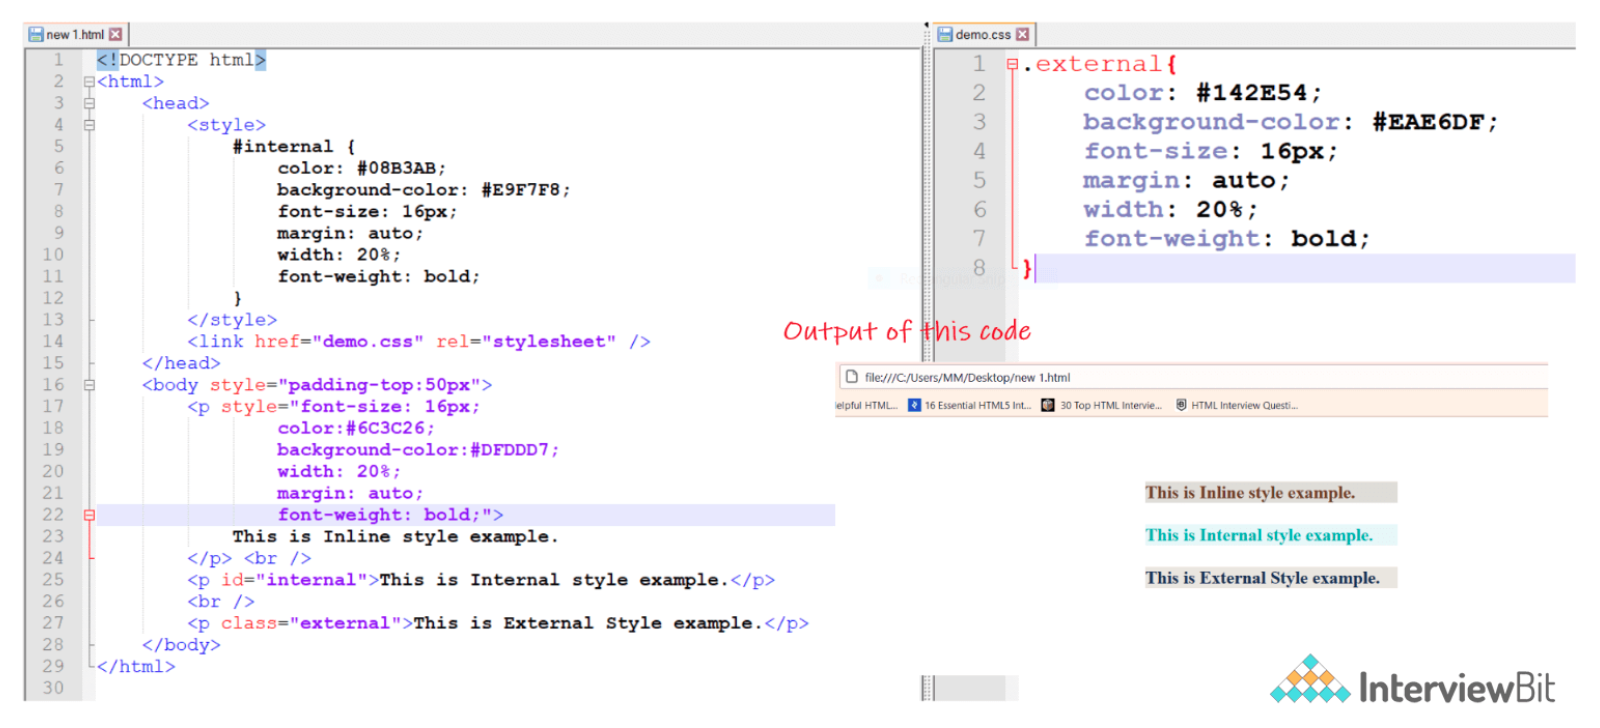 new 1.html
1 <!DOCTYPE html>
2 <html>
3 <head>
4 <style>
5 #internal {
6 color: #08B3AB;
7 background-color: #E9F7F8;
8 font-size: 16px;
9 margin: auto;
10 width: 20%;
11 font-weight: bold;
12 }
13 </style>
14 <link href="demo.css" rel="stylesheet" />
15 </head>
16 <body style="padding-top:50px">
17 <p style="font-size: 16px;
18 color:#6C3C26;
19 background-color:#DFDDD7;
20 width: 20%;
21 margin: auto;
22 font-weight: bold;">
23 This is Inline style example.
24 </p> <br />
25 <p id="internal">This is Internal style example.</p>
26 <br />
27 <p class="external">This is External Style example.</p>
28 </body>
29 </html>
30
demo.css
1 .external{
2 color: #142E54;
3 background-color: #EAE6DF;
4 font-size: 16px;
5 margin: auto;
6 width: 20%;
7 font-weight: bold;
8 }
Output of this code
file:///C:/Users/MM/Desktop/new 1.html
elpful HTML... 16 Essential HTML5 Int... 30 Top HTML Intervie... HTML Interview Questi...
This is Inline style example.
This is Internal style example.
This is External Style example.
InterviewBit